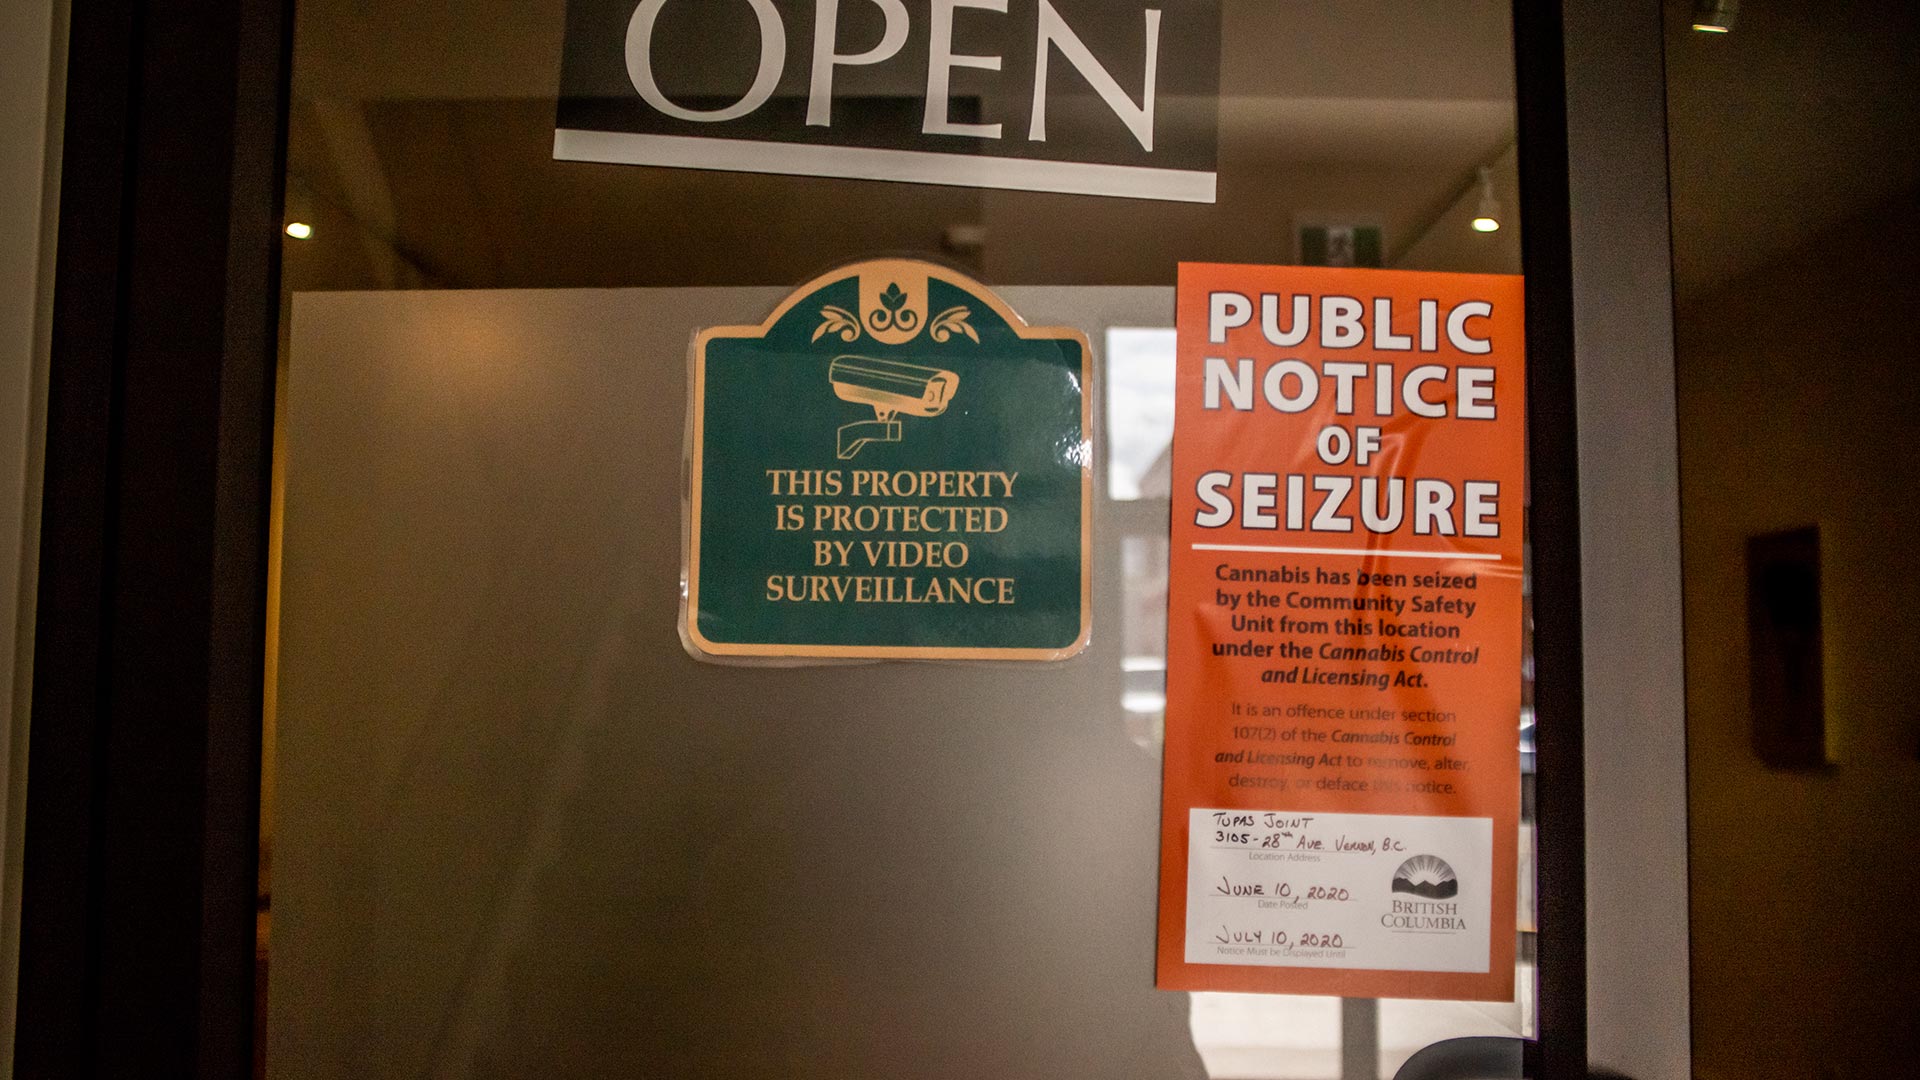 OPEN
THIS PROPERTY
IS PROTECTED
BY VIDEO
SURVEILLANCE
PUBLIC
NOTICE
OF
SEIZURE
Cannabis has been seized
by the Community Safety
Unit from this location
under the Cannabis Control
and Licensing Act.
It is an offence under section
107(2) of the Cannabis Control
and Licensing Act to remove, alter,
destroy, or deface this notice.
TUPAS JOINT
3105-28th AVE. VERNON, B.C.
Location Address
JUNE 10, 2020
Date Posted
JULY 10, 2020
Notice Must be Displayed Until
BRITISH
COLUMBIA